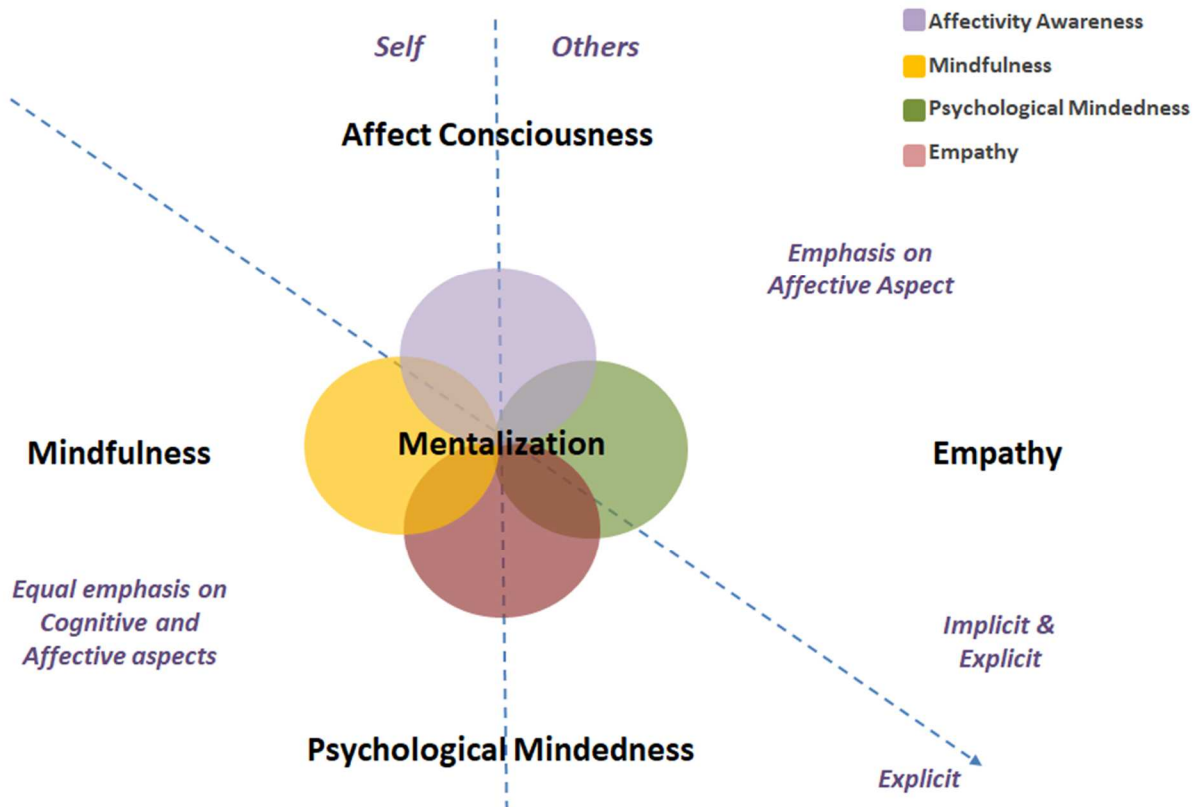 Self
Others
Affectivity Awareness
Mindfulness
Psychological Mindedness
Empathy
Affect Consciousness
Emphasis on
Affective Aspect
Mindfulness
Mentalization
Empathy
Equal emphasis on
Cognitive and
Affective aspects
Implicit &
Explicit
Psychological Mindedness
Explicit